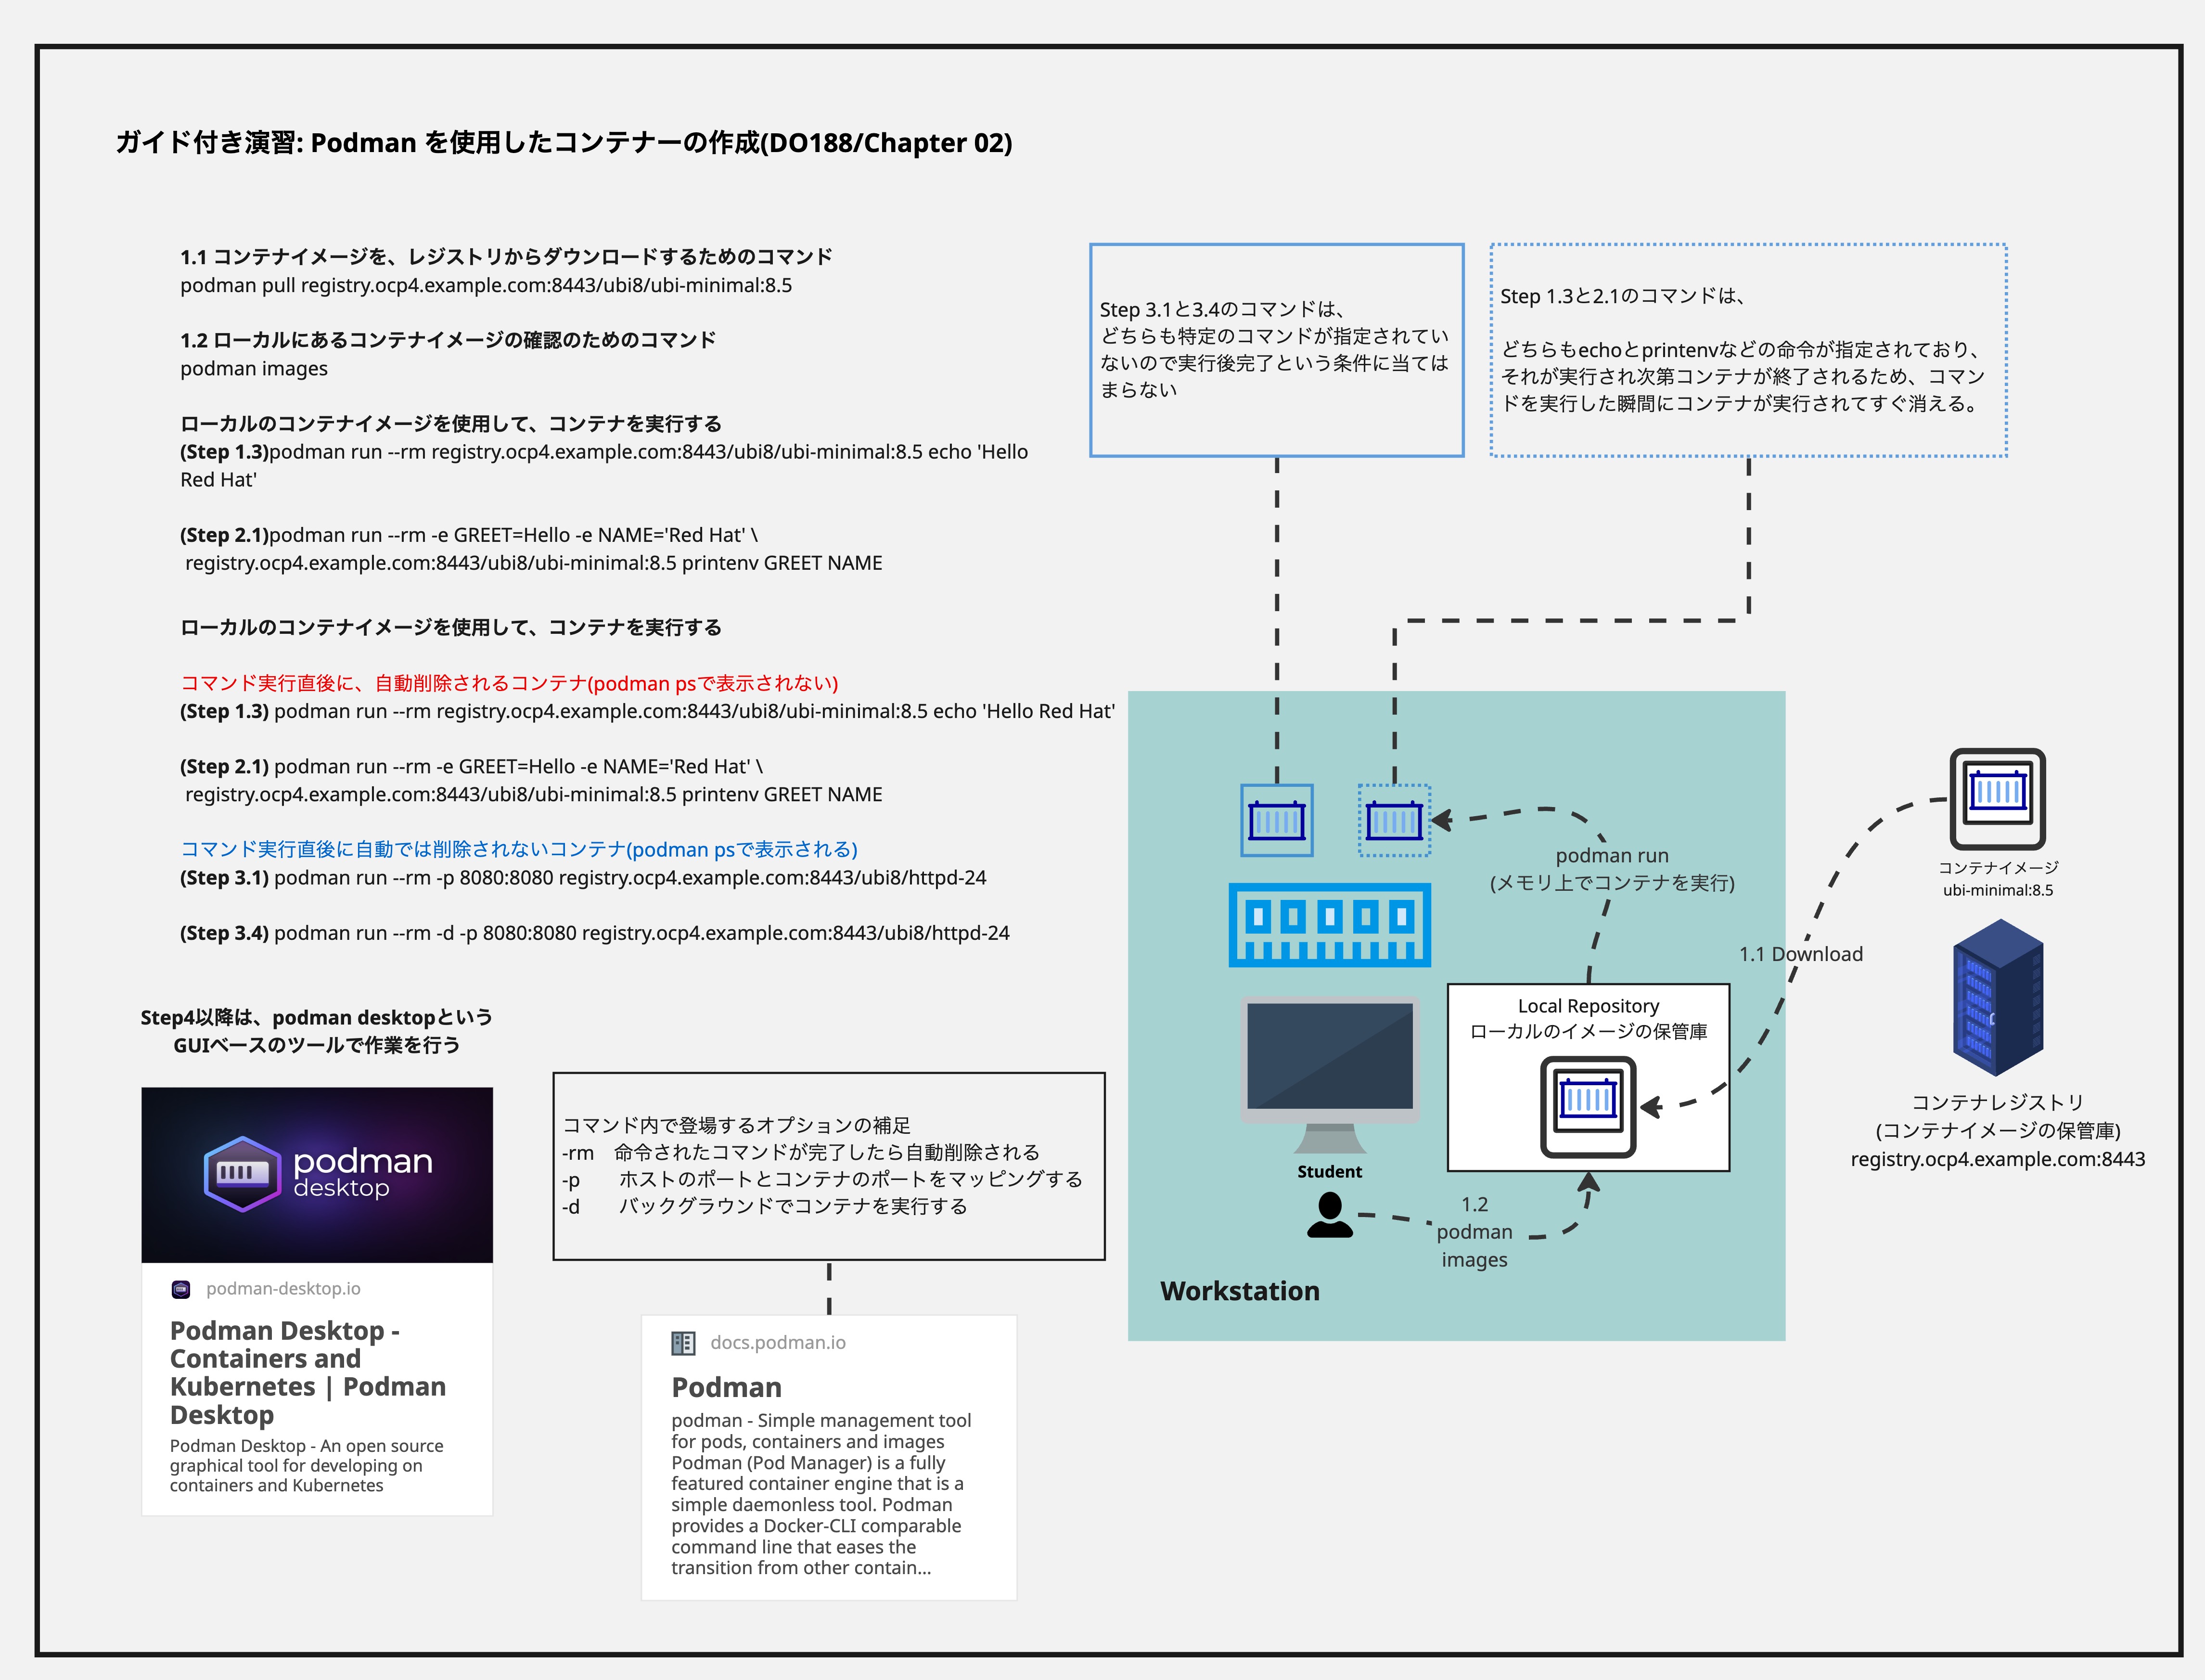 ガイド付き演習: Podman を使用したコンテナーの作成(DO188/Chapter 02)
1.1 コンテナイメージを、レジストリからダウンロードするためのコマンド
podman pull registry.ocp4.example.com:8443/ubi8/ubi-minimal:8.5
1.2 ローカルにあるコンテナイメージの確認のためのコマンド
podman images
ローカルのコンテナイメージを使用して、コンテナを実行する
(Step 1.3)podman run --rm registry.ocp4.example.com:8443/ubi8/ubi-minimal:8.5 echo 'Hello
Red Hat'
(Step 2.1)podman run --rm -e GREET=Hello -e NAME='Red Hat' \
registry.ocp4.example.com:8443/ubi8/ubi-minimal:8.5 printenv GREET NAME
ローカルのコンテナイメージを使用して、コンテナを実行する
コマンド実行直後に、自動削除されるコンテナ(podman psで表示されない)
(Step 1.3) podman run --rm registry.ocp4.example.com:8443/ubi8/ubi-minimal:8.5 echo 'Hello Red Hat'
(Step 2.1) podman run --rm -e GREET=Hello -e NAME='Red Hat' \
registry.ocp4.example.com:8443/ubi8/ubi-minimal:8.5 printenv GREET NAME
コマンド実行直後に自動では削除されないコンテナ(podman psで表示される)
(Step 3.1) podman run --rm -p 8080:8080 registry.ocp4.example.com:8443/ubi8/httpd-24
(Step 3.4) podman run --rm -d -p 8080:8080 registry.ocp4.example.com:8443/ubi8/httpd-24
Step4以降は、podman desktopという
GUIベースのツールで作業を行う
podman
desktop
podman-desktop.io
Podman Desktop -
Containers and
Kubernetes | Podman
Desktop
Podman Desktop - An open source
graphical tool for developing on
containers and Kubernetes
コマンド内で登場するオプションの補足
-rm 命令されたコマンドが完了したら自動削除される
-p ホストのポートとコンテナのポートをマッピングする
-d バックグラウンドでコンテナを実行する
docs.podman.io
Podman
podman - Simple management tool
for pods, containers and images
Podman (Pod Manager) is a fully
featured container engine that is a
simple daemonless tool. Podman
provides a Docker-CLI comparable
command line that eases the
transition from other contain...
Step 3.1と3.4のコマンドは、
どちらも特定のコマンドが指定されてい
ないので実行後完了という条件に当ては
まらない
Step 1.3と2.1のコマンドは、
どちらもechoとprintenvなどの命令が指定されており、
それが実行され次第コンテナが終了されるため、コマン
ドを実行した瞬間にコンテナが実行されてすぐ消える。
podman run
(メモリ上でコンテナを実行)
Local Repository
ローカルのイメージの保管庫
Student
1.2
podman
images
Workstation
1.1 Download
コンテナイメージ
ubi-minimal:8.5
コンテナレジストリ
(コンテナイメージの保管庫)
registry.ocp4.example.com:8443